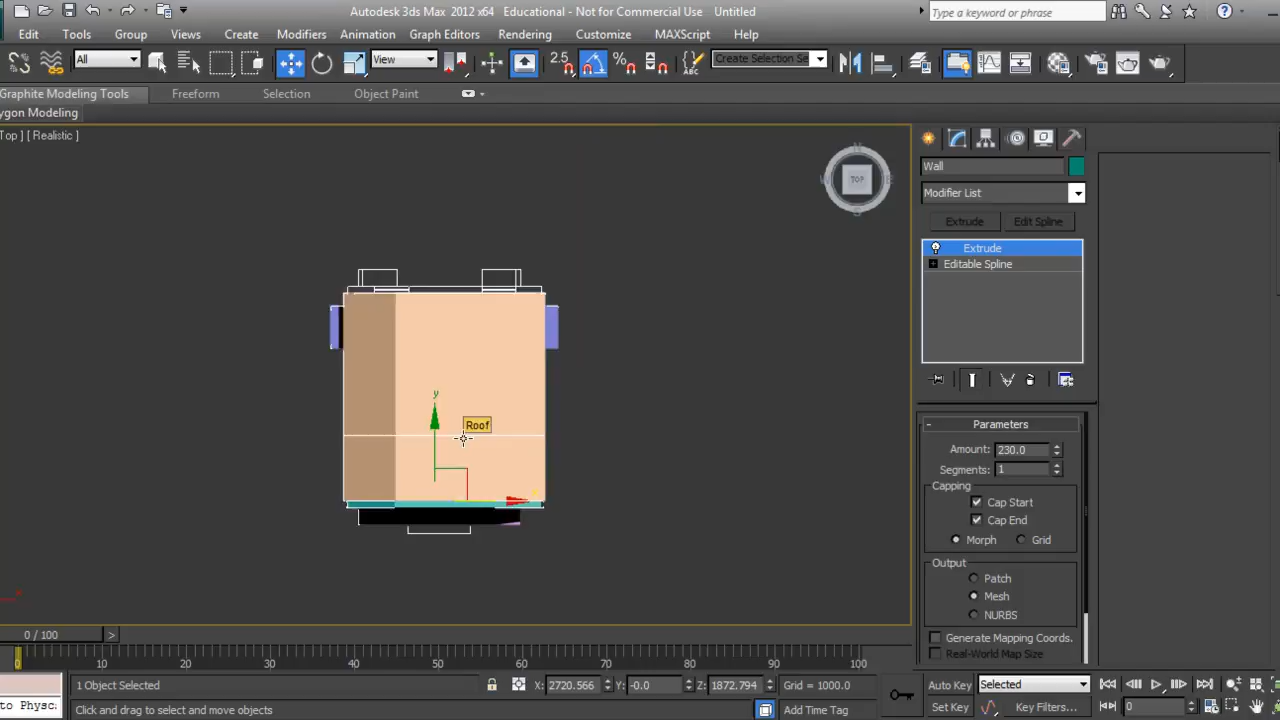 Autodesk 3ds Max 2012 x64   Educational - Not for Commercial Use   Untitled
Type a keyword or phrase
Edit Tools Group Views Create Modifiers Animation Graph Editors Rendering Customize MAXScript Help
All View 2.5 Create Selection Se
Graphite Modeling Tools Freeform Selection Object Paint
ygon Modeling
Top ] [ Realistic ]
TOP
Wall
Modifier List
Extrude Edit Spline
Extrude
Editable Spline
y
Roof
Parameters
Amount: 230.0
Segments: 1
Capping
Cap Start
Cap End
Morph Grid
Output
Patch
Mesh
NURBS
Generate Mapping Coords.
Real-World Map Size
0 / 100
0 10 20 30 40 50 60 70 80 90 100
1 Object Selected X: 2720.566 Y: -0.0 Z: 1872.794 Grid = 1000.0 Auto Key Selected
to Physc Click and drag to select and move objects Add Time Tag Set Key Key Filters... 0